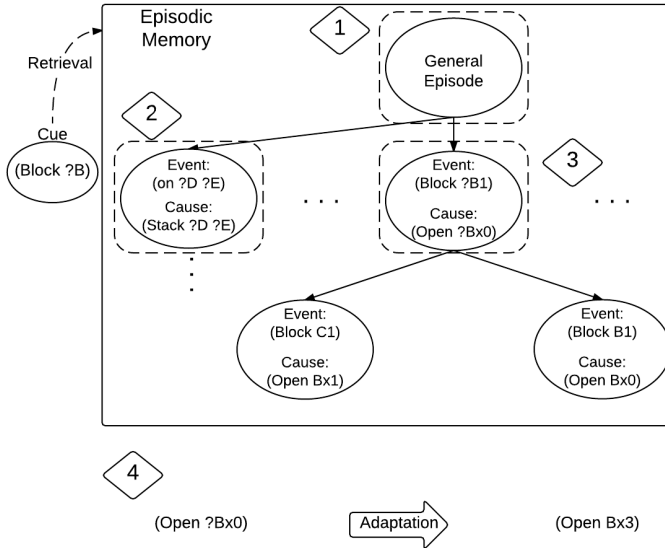 Episodic
Memory
1
General
Episode
Retrieval
Cue
(Block ?B)
2
Event:
(on ?D ?E)
Cause:
(Stack ?D ?E)
. . .
Event:
(Block ?B1)
Cause:
(Open ?Bx0)
3
. . .
.
.
.
Event:
(Block C1)
Cause:
(Open Bx1)
Event:
(Block B1)
Cause:
(Open Bx0)
4
(Open ?Bx0)
Adaptation
(Open Bx3)